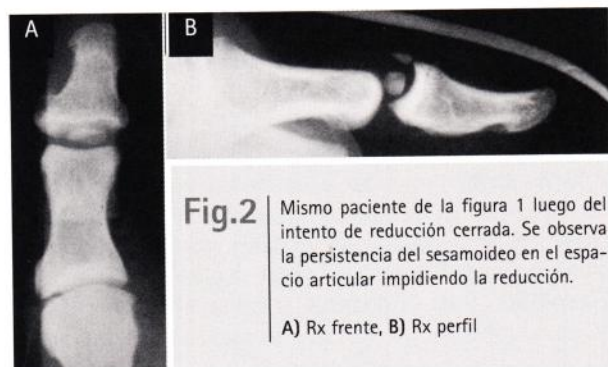 A
B
Fig.2
Mismo paciente de la figura 1 luego del
intento de reducción cerrada. Se observa
la persistencia del sesamoideo en el espa-
cio articular impidiendo la reducción.
A) Rx frente, B) Rx perfil